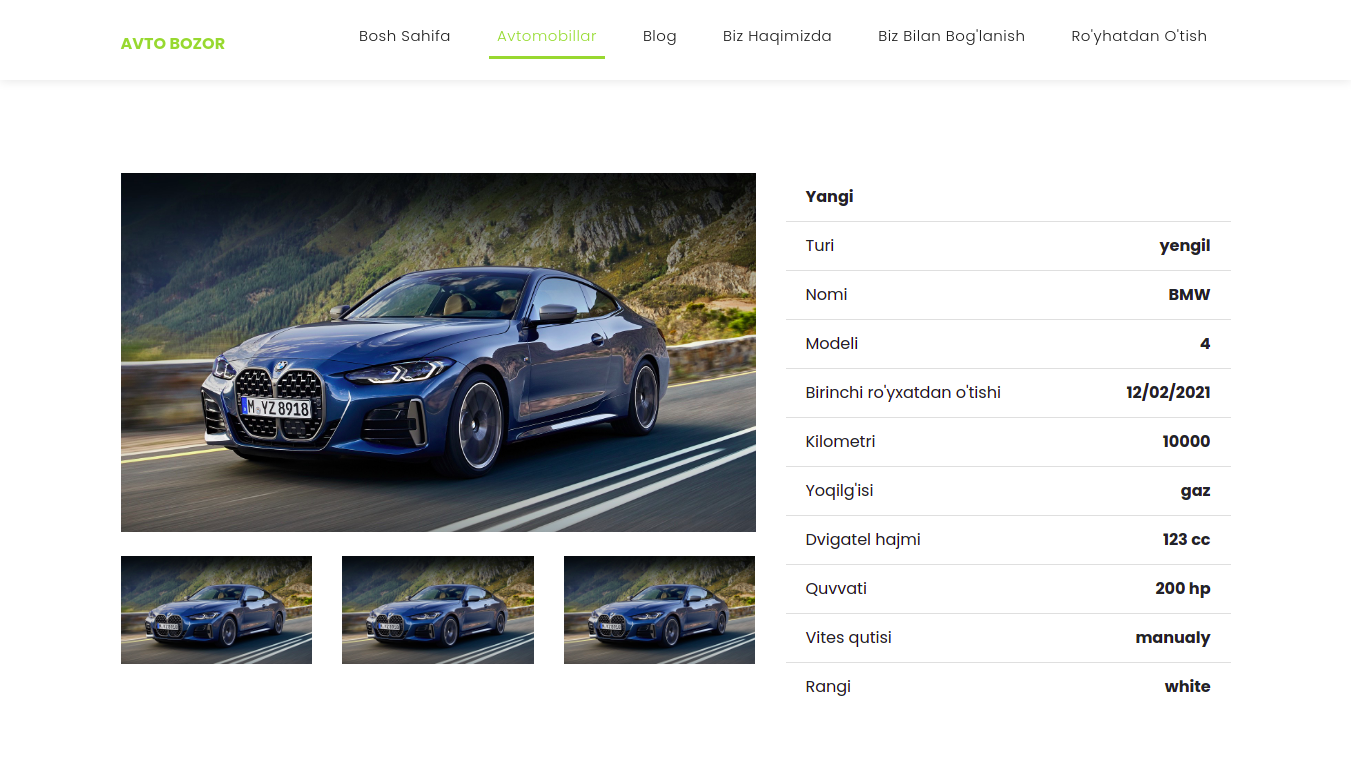 AVTO BOZOR
Bosh Sahifa
Avtomobillar
Blog
Biz Haqimizda
Biz Bilan Bog'lanish
Ro'yhatdan O'tish
M YZ 8918
Yangi
Turi yengil
Nomi BMW
Modeli 4
Birinchi ro'yxatdan o'tishi 12/02/2021
Kilometri 10000
Yoqilg'isi gaz
Dvigatel hajmi 123 cc
Quvvati 200 hp
Vites qutisi manualy
Rangi white